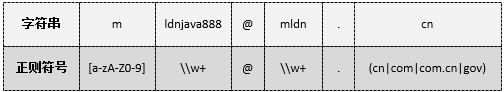 字符串 m ldnjava888 @ mldn . cn
正则符号 [a-zA-Z0-9] \\w+ @ \\w+ . (cn|com|com.cn|gov)